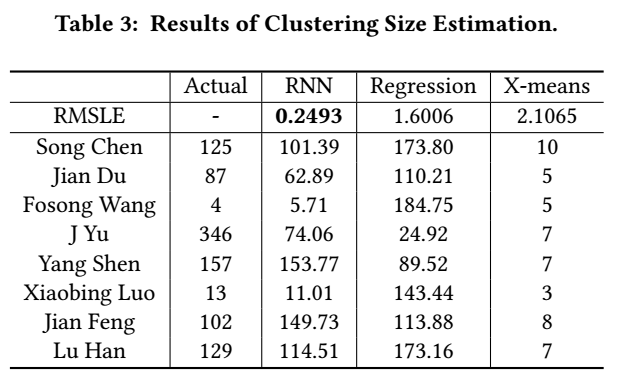 Table 3: Results of Clustering Size Estimation.
Actual RNN Regression X-means
RMSLE - 0.2493 1.6006 2.1065
Song Chen 125 101.39 173.80 10
Jian Du 87 62.89 110.21 5
Fosong Wang 4 5.71 184.75 5
J Yu 346 74.06 24.92 7
Yang Shen 157 153.77 89.52 7
Xiaobing Luo 13 11.01 143.44 3
Jian Feng 102 149.73 113.88 8
Lu Han 129 114.51 173.16 7